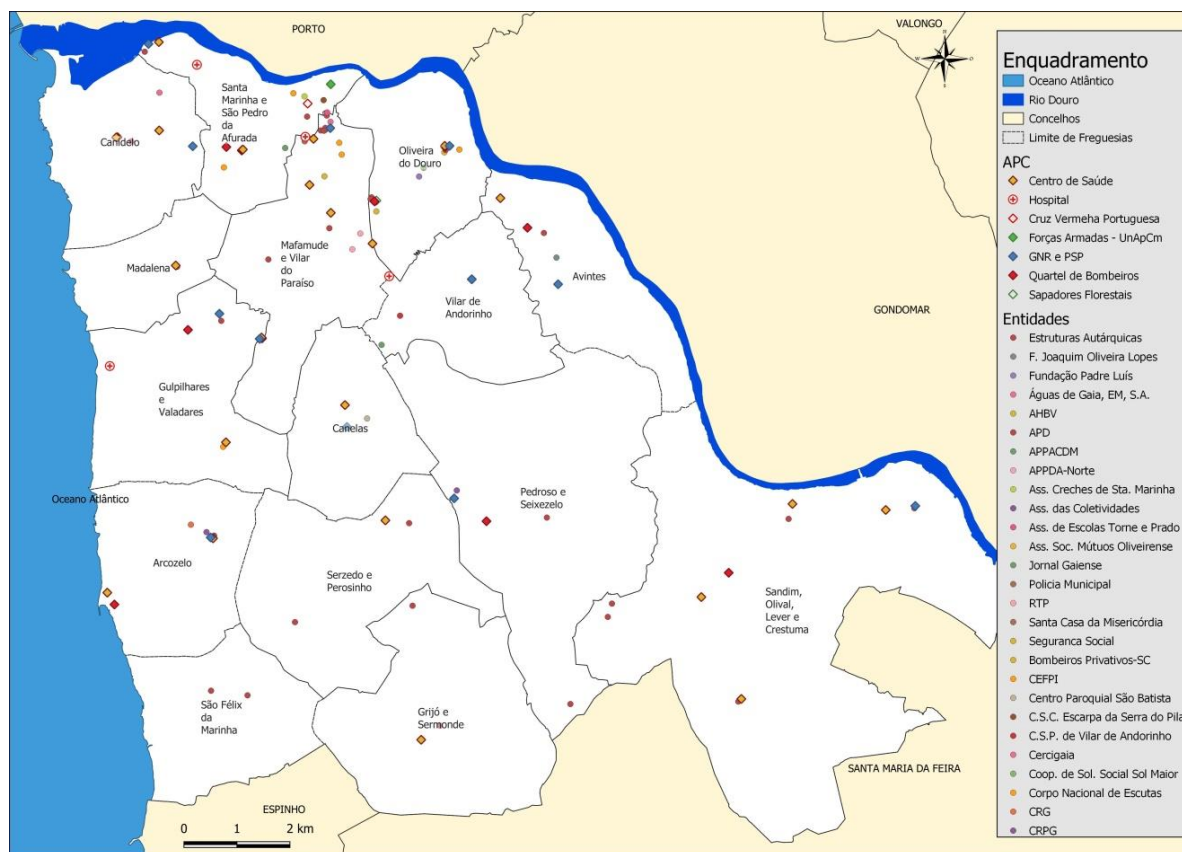 PORTO
VALONGO
N
W
O
S
Santa
Marinha e
São Pedro
da
Afurada
Canidelo
Oliveira
do Douro
Mafamude
e Vilar
do
Paraíso
Madalena
Avintes
Vilar de
Andorinho
GONDOMAR
Gulpilhares
e
Valadares
Canelas
Oceano Atlântico
Pedroso e
Seixezelo
Arcozelo
Serzedo e
Perosinho
Sandim,
Olival,
Lever e
Crestuma
São Félix
da
Marinha
Grijó e
Sermonde
SANTA MARIA DA FEIRA
ESPINHO
0 1 2 km
Enquadramento
Oceano Atlântico
Rio Douro
Concelhos
Limite de Freguesias
APC
Centro de Saúde
Hospital
Cruz Vermeha Portuguesa
Forças Armadas - UnApCm
GNR e PSP
Quartel de Bombeiros
Sapadores Florestais
Entidades
Estruturas Autárquicas
F. Joaquim Oliveira Lopes
Fundação Padre Luís
Águas de Gaia, EM, S.A.
AHBV
APD
APPACDM
APPDA-Norte
Ass. Creches de Sta. Marinha
Ass. das Coletividades
Ass. de Escolas Torne e Prado
Ass. Soc. Mútuos Oliveirense
Jornal Gaiense
Policia Municipal
RTP
Santa Casa da Misericórdia
Seguranca Social
Bombeiros Privativos-SC
CEFPI
Centro Paroquial São Batista
C.S.C. Escarpa da Serra do Pila
C.S.P. de Vilar de Andorinho
Cercigaia
Coop. de Sol. Social Sol Maior
Corpo Nacional de Escutas
CRG
CRPG